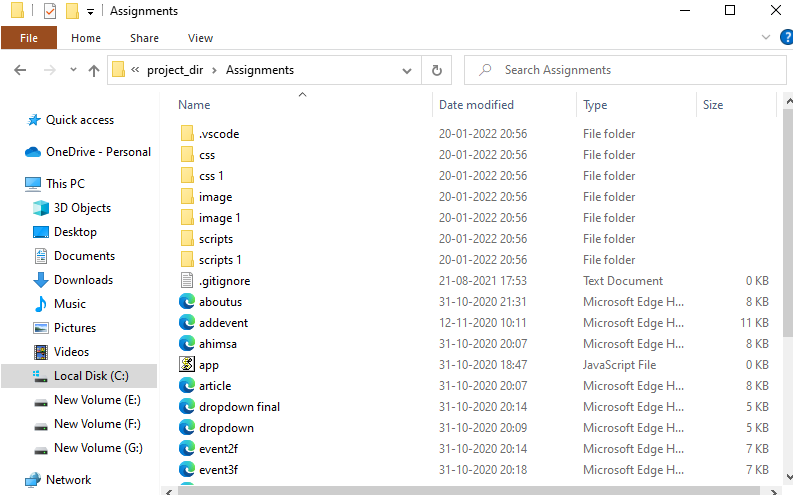 Assignments
File Home Share View ?
« project_dir > Assignments Search Assignments
Name Date modified Type Size
Quick access
OneDrive - Personal
This PC
3D Objects
Desktop
Documents
Downloads
Music
Pictures
Videos
Local Disk (C:)
New Volume (E:)
New Volume (F:)
New Volume (G:)
Network
.vscode 20-01-2022 20:56 File folder
css 20-01-2022 20:56 File folder
css 1 20-01-2022 20:56 File folder
image 20-01-2022 20:56 File folder
image 1 20-01-2022 20:56 File folder
scripts 20-01-2022 20:56 File folder
scripts 1 20-01-2022 20:56 File folder
.gitignore 21-08-2021 17:53 Text Document 0 KB
aboutus 31-10-2020 21:31 Microsoft Edge H... 8 KB
addevent 12-11-2020 10:11 Microsoft Edge H... 11 KB
ahimsa 31-10-2020 20:07 Microsoft Edge H... 8 KB
app 31-10-2020 18:47 JavaScript File 0 KB
article 31-10-2020 20:07 Microsoft Edge H... 8 KB
dropdown final 31-10-2020 20:14 Microsoft Edge H... 5 KB
dropdown 31-10-2020 20:09 Microsoft Edge H... 5 KB
event2f 31-10-2020 20:14 Microsoft Edge H... 7 KB
event3f 31-10-2020 20:18 Microsoft Edge H... 7 KB